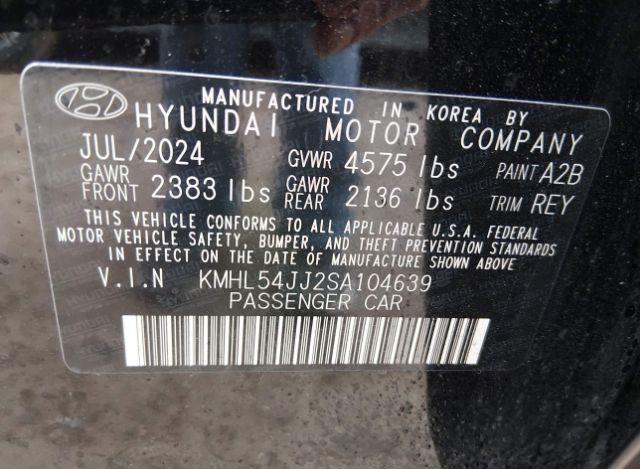 MANUFACTURED IN KOREA BY
HYUNDAI MOTOR COMPANY
JUL/2024 GVWR 4575 lbs PAINT A2B
GAWR FRONT 2383 lbs GAWR REAR 2136 lbs TRIM REY
THIS VEHICLE CONFORMS TO ALL APPLICABLE U.S.A. FEDERAL
MOTOR VEHICLE SAFETY, BUMPER, AND THEFT PREVENTION STANDARDS
IN EFFECT ON THE DATE OF MANUFACTURE SHOWN ABOVE.
V.I.N KMHL54JJ2SA104639
PASSENGER CAR